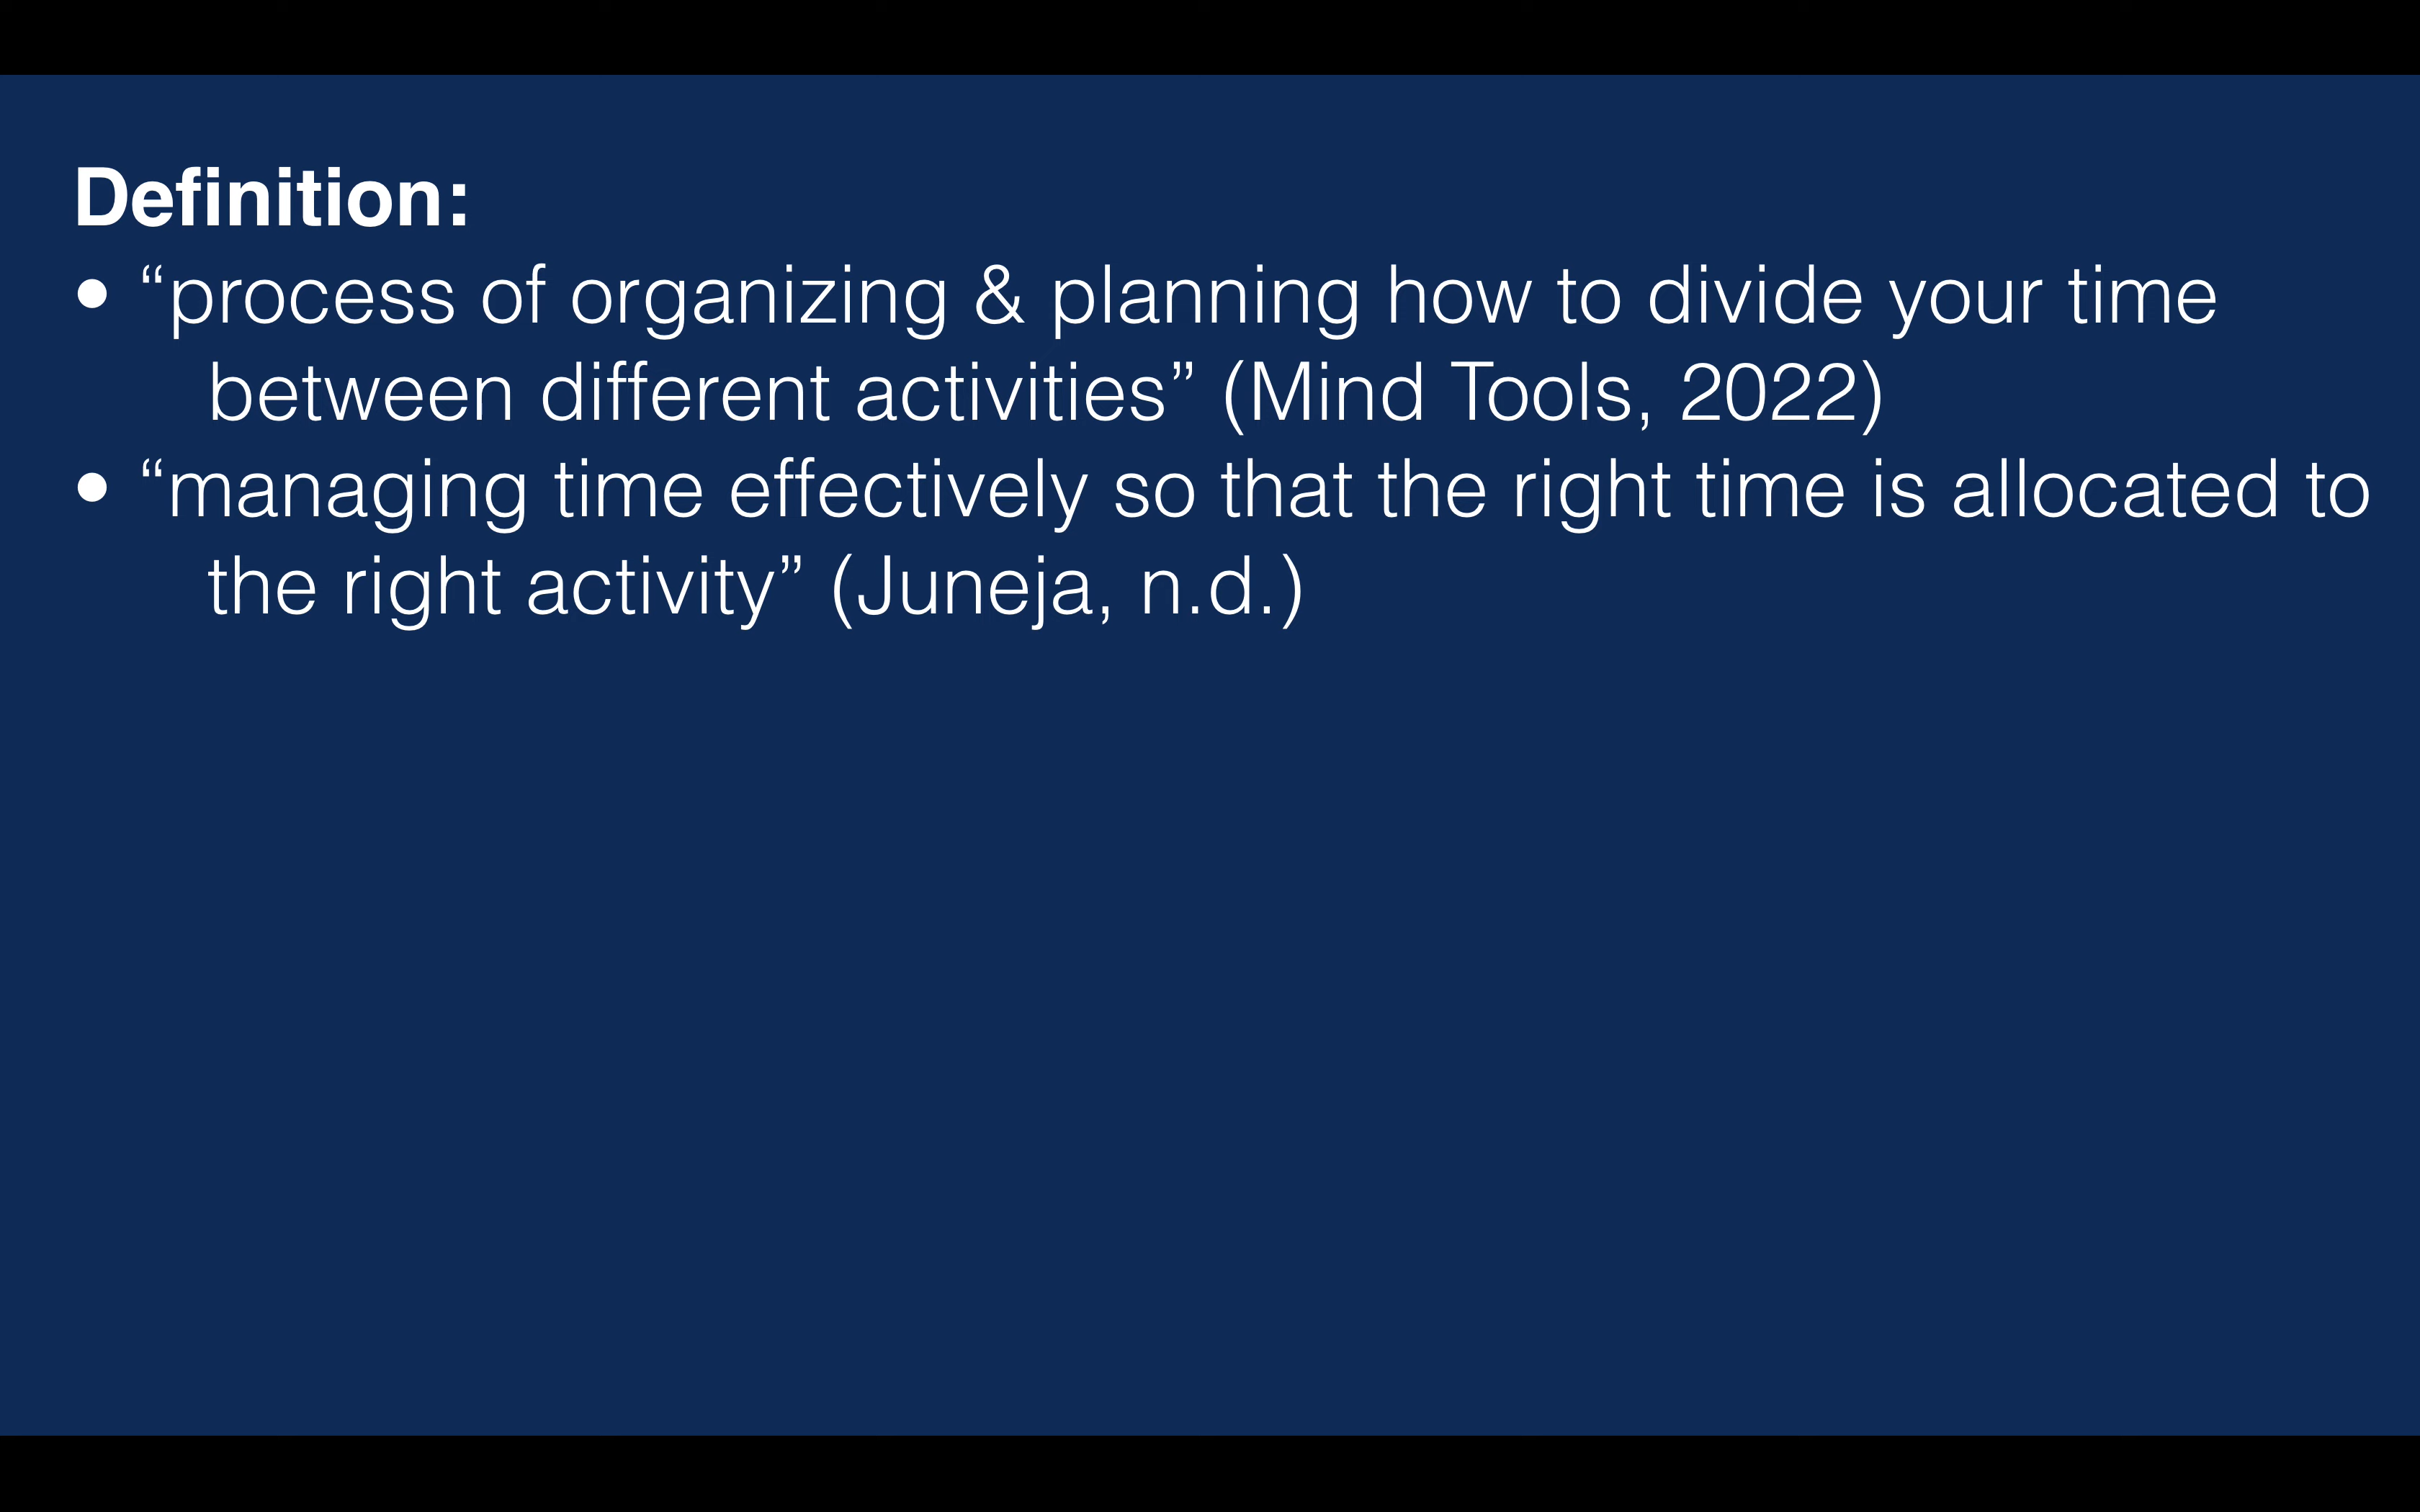 Definition:
• “process of organizing & planning how to divide your time
between different activities” (Mind Tools, 2022)
• “managing time effectively so that the right time is allocated to
the right activity” (Juneja, n.d.)